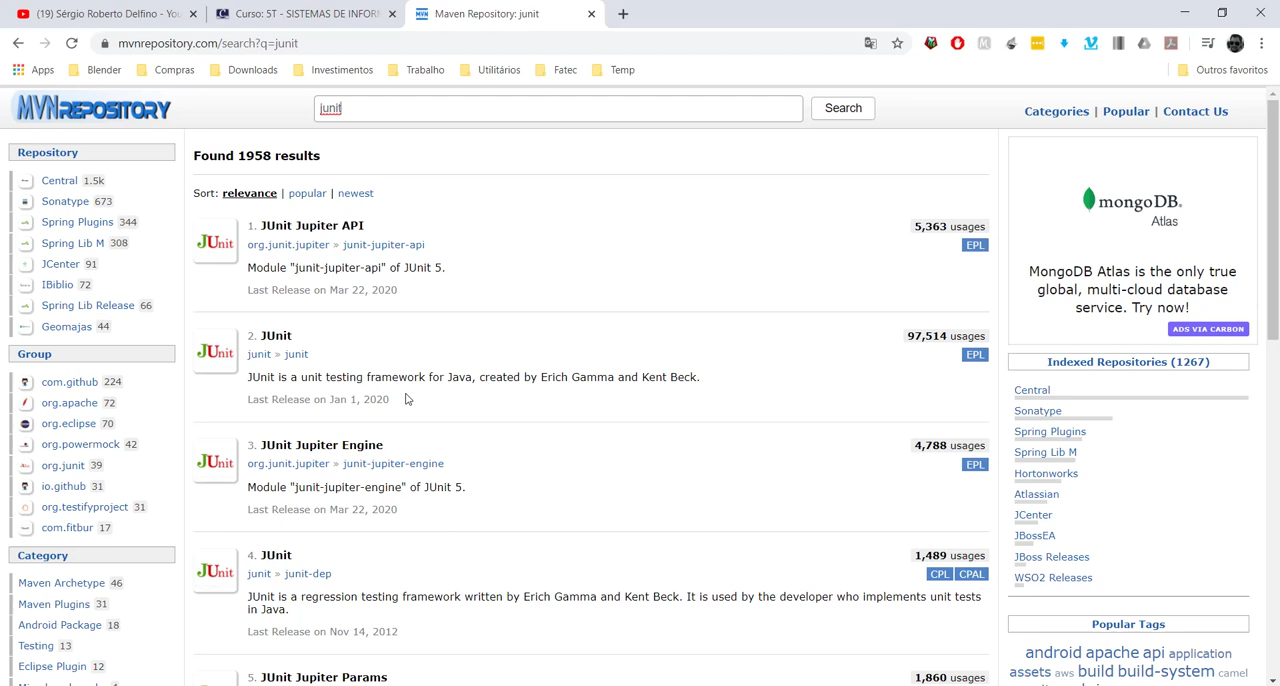 (19) Sérgio Roberto Delfino - You
Curso: 5T - SISTEMAS DE INFOR
Maven Repository: junit
mvnrepository.com/search?q=junit
Apps
Blender
Compras
Downloads
Investimentos
Trabalho
Utilitários
Fatec
Temp
Outros favoritos
MVNREPOSITORY
junit
Search
Categories | Popular | Contact Us
Repository
Central 1.5k
Sonatype 673
Spring Plugins 344
Spring Lib M 308
JCenter 91
IBiblio 72
Spring Lib Release 66
Geomajas 44
Group
com.github 224
org.apache 72
org.eclipse 70
org.powermock 42
org.junit 39
io.github 31
org.testifyproject 31
com.fitbur 17
Category
Maven Archetype 46
Maven Plugins 31
Android Package 18
Testing 13
Eclipse Plugin 12
Found 1958 results
Sort: relevance | popular | newest
JUnit
1. JUnit Jupiter API
5,363 usages
org.junit.jupiter » junit-jupiter-api
EPL
Module "junit-jupiter-api" of JUnit 5.
Last Release on Mar 22, 2020
JUnit
2. JUnit
97,514 usages
junit » junit
EPL
JUnit is a unit testing framework for Java, created by Erich Gamma and Kent Beck.
Last Release on Jan 1, 2020
JUnit
3. JUnit Jupiter Engine
4,788 usages
org.junit.jupiter » junit-jupiter-engine
EPL
Module "junit-jupiter-engine" of JUnit 5.
Last Release on Mar 22, 2020
JUnit
4. JUnit
1,489 usages
junit » junit-dep
CPL CPAL
JUnit is a regression testing framework written by Erich Gamma and Kent Beck. It is used by the developer who implements unit tests
in Java.
Last Release on Nov 14, 2012
5. JUnit Jupiter Params
1,860 usages
mongoDB.
Atlas
MongoDB Atlas is the only true
global, multi-cloud database
service. Try now!
ADS VIA CARBON
Indexed Repositories (1267)
Central
Sonatype
Spring Plugins
Spring Lib M
Hortonworks
Atlassian
JCenter
JBossEA
JBoss Releases
WSO2 Releases
Popular Tags
android apache api application
assets aws build build-system camel